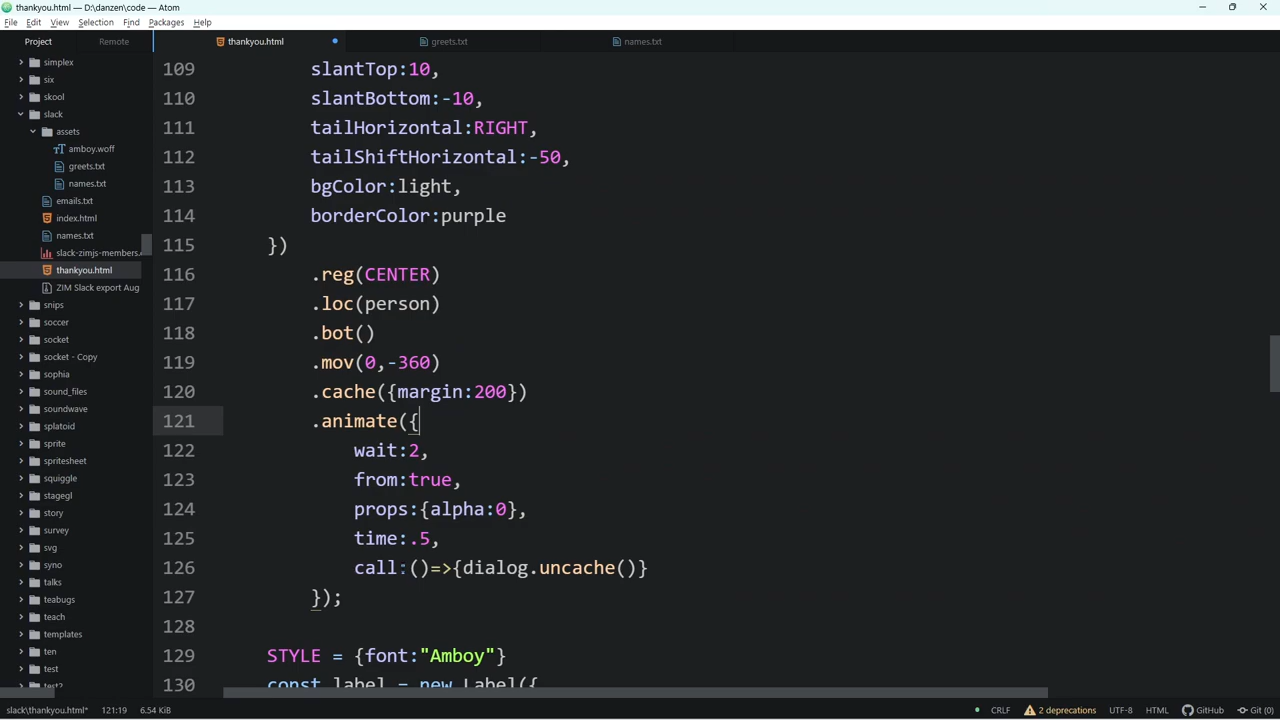 thankyou.html — D:\danzen\code — Atom
File Edit View Selection Find Packages Help
Project Remote thankyou.html greets.txt names.txt
simplex
six
skool
slack
assets
amboy.woff
greets.txt
names.txt
emails.txt
index.html
names.txt
slack-zimjs-members.
thankyou.html
ZIM Slack export Aug
snips
soccer
socket
socket - Copy
sophia
sound_files
soundwave
splatoid
sprite
spritesheet
squiggle
stagegl
story
survey
svg
syno
talks
teabugs
teach
templates
ten
test
test2
109 slantTop:10,
110 slantBottom:-10,
111 tailHorizontal:RIGHT,
112 tailShiftHorizontal:-50,
113 bgColor:light,
114 borderColor:purple
115 })
116 .reg(CENTER)
117 .loc(person)
118 .bot()
119 .mov(0,-360)
120 .cache({margin:200})
121 .animate({
122 wait:2,
123 from:true,
124 props:{alpha:0},
125 time:.5,
126 call:()=>{dialog.uncache()}
127 });
128
129 STYLE = {font:"Amboy"}
130 const label = new Label({
slack\thankyou.html* 121:19 6.54 KiB CRLF 2 deprecations UTF-8 HTML GitHub Git (0)